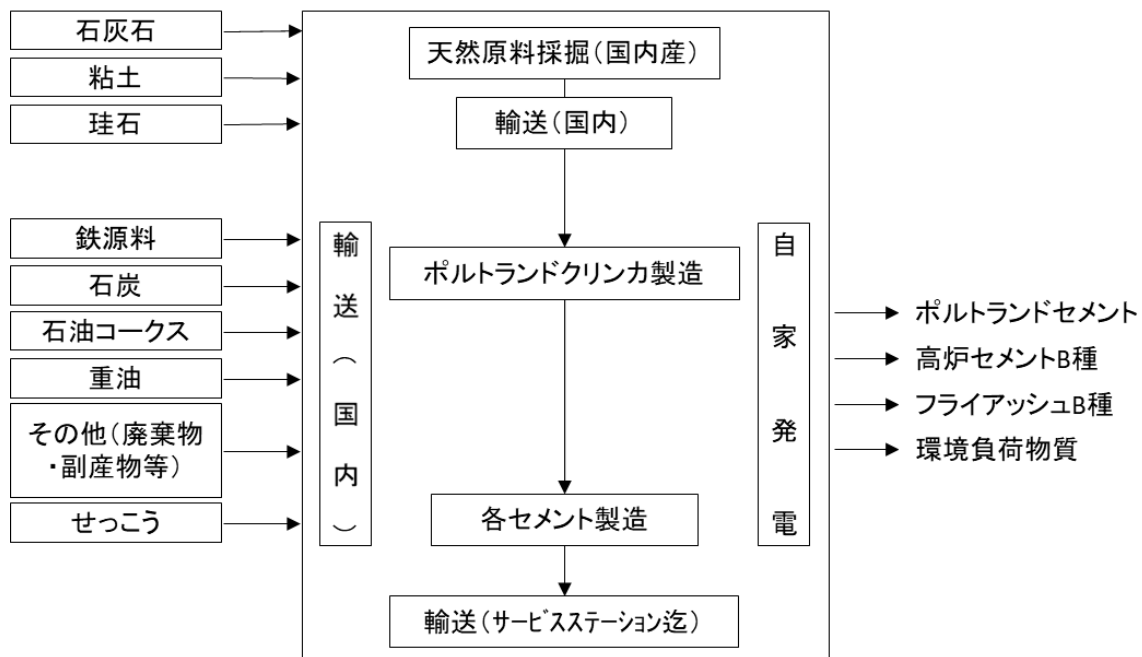 石灰石
粘土
珪石
鉄源料
石炭
石油コークス
重油
その他(廃棄物
・副産物等)
せっこう
天然原料採掘(国内産)
輸送(国内)
輸送(国内)
ポルトランドクリンカ製造
各セメント製造
輸送(サービスステーション迄)
自家発電
ポルトランドセメント
高炉セメントB種
フライアッシュB種
環境負荷物質